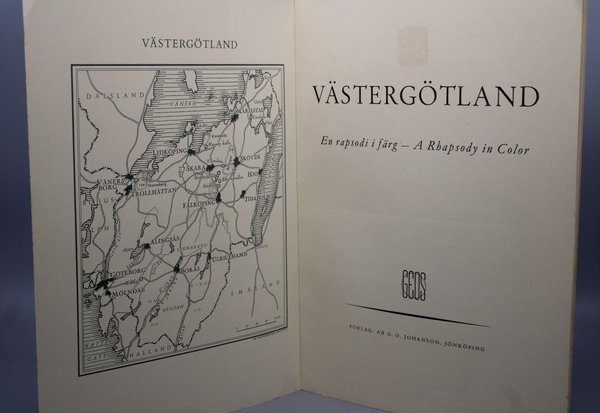 VÄSTERGÖTLAND
DALSLAND
VÄNERN
MARIESTAD
LIDKÖPING
SKARA
SKÖVDE
HJO
VÄNERSBORG
TROLLHÄTTAN
FALKÖPING
TIDAHOLM
ALINGSÅS
ULRICEHAMN
BORÅS
GÖTEBORG
MÖLNDAL
SMÅLAND
HALLAND
VÄSTERGÖTLAND
En rapsodi i färg – A Rhapsody in Color
GEOS
FÖRLAG: AB G. O. JOHANSON, JÖNKÖPING